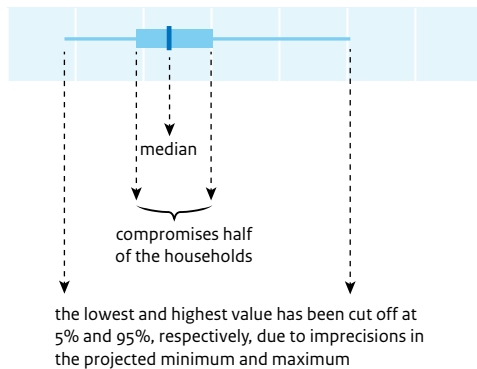 median
compromises half
of the households
the lowest and highest value has been cut off at
5% and 95%, respectively, due to imprecisions in
the projected minimum and maximum